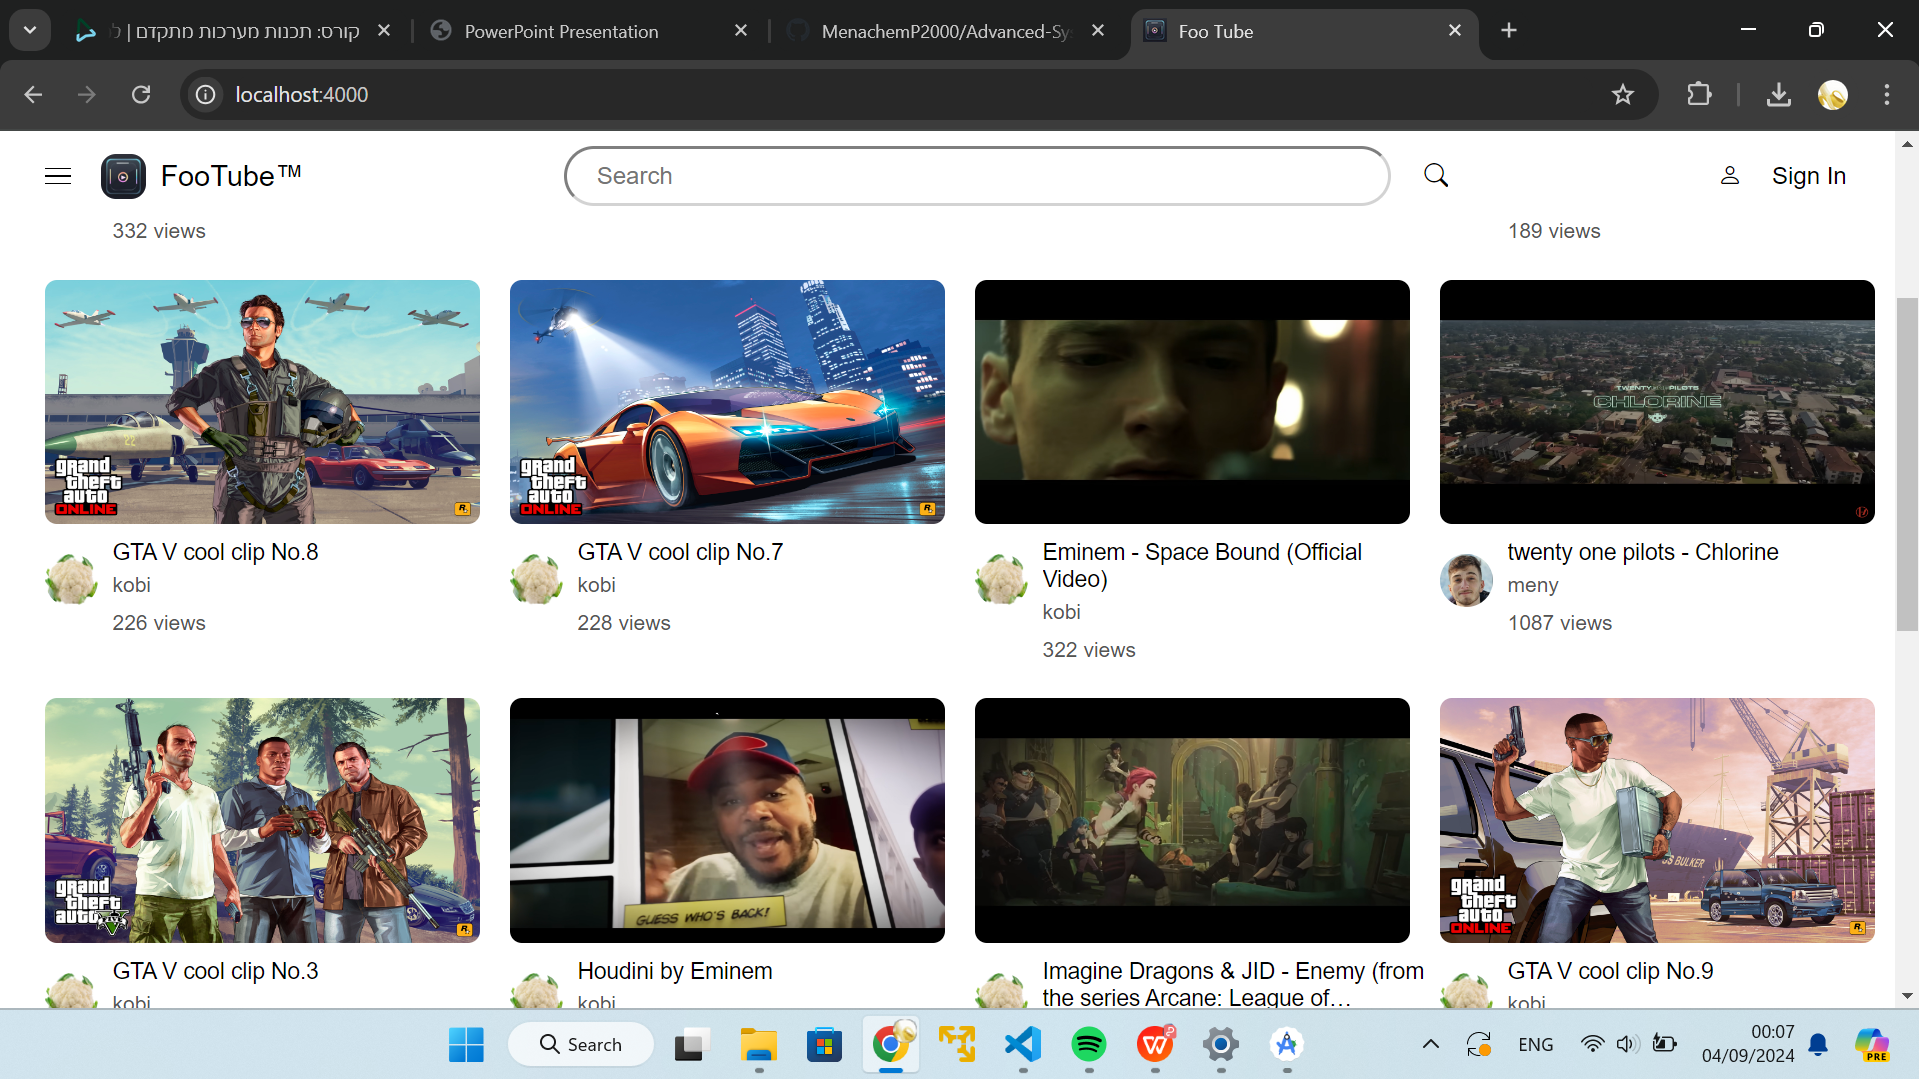 קורס: תכנות מערכות מתקדם | ל
PowerPoint Presentation
MenachemP2000/Advanced-Sy
Foo Tube
localhost:4000
FooTube™
Search
Sign In
332 views
189 views
grand
theft
auto
ONLINE
R
grand
theft
auto
ONLINE
R
TWENTY ONE PILOTS
CHLORINE
GTA V cool clip No.8
kobi
226 views
GTA V cool clip No.7
kobi
228 views
Eminem - Space Bound (Official
Video)
kobi
322 views
twenty one pilots - Chlorine
meny
1087 views
grand
theft
auto
V
FIVE
R
GUESS WHO'S BACK!
BULKER
grand
theft
auto
ONLINE
R
GTA V cool clip No.3
kobi
Houdini by Eminem
kobi
Imagine Dragons & JID - Enemy (from
the series Arcane: League of…
GTA V cool clip No.9
kobi
Search
ENG
00:07
04/09/2024
PRE